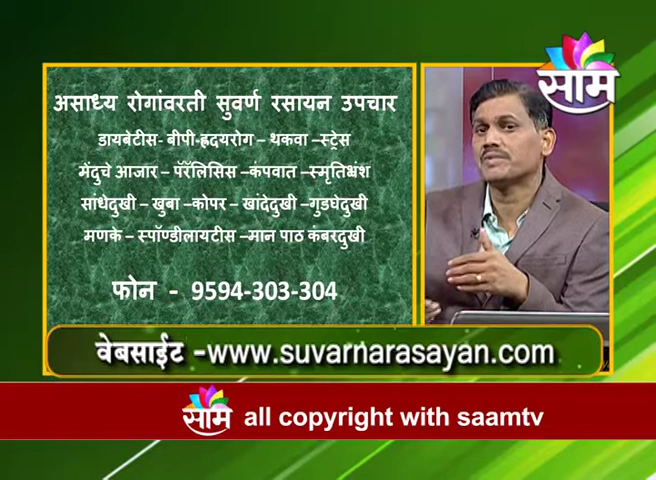 साम
असाध्य रोगांवरती सुवर्ण रसायन उपचार
डायबेटीस- बीपी-ह्रदयरोग – थकवा –स्ट्रेस
मेंदुचे आजार – पॅरॅलिसिस –कंपवात –स्मृतिभ्रंश
सांधेदुखी – खुबा –कोपर – खांदेदुखी –गुडघेदुखी
मणके – स्पॉण्डीलायटीस –मान पाठ कंबरदुखी
फोन - 9594-303-304
वेबसाईट -www.suvarnarasayan.com
साम all copyright with saamtv